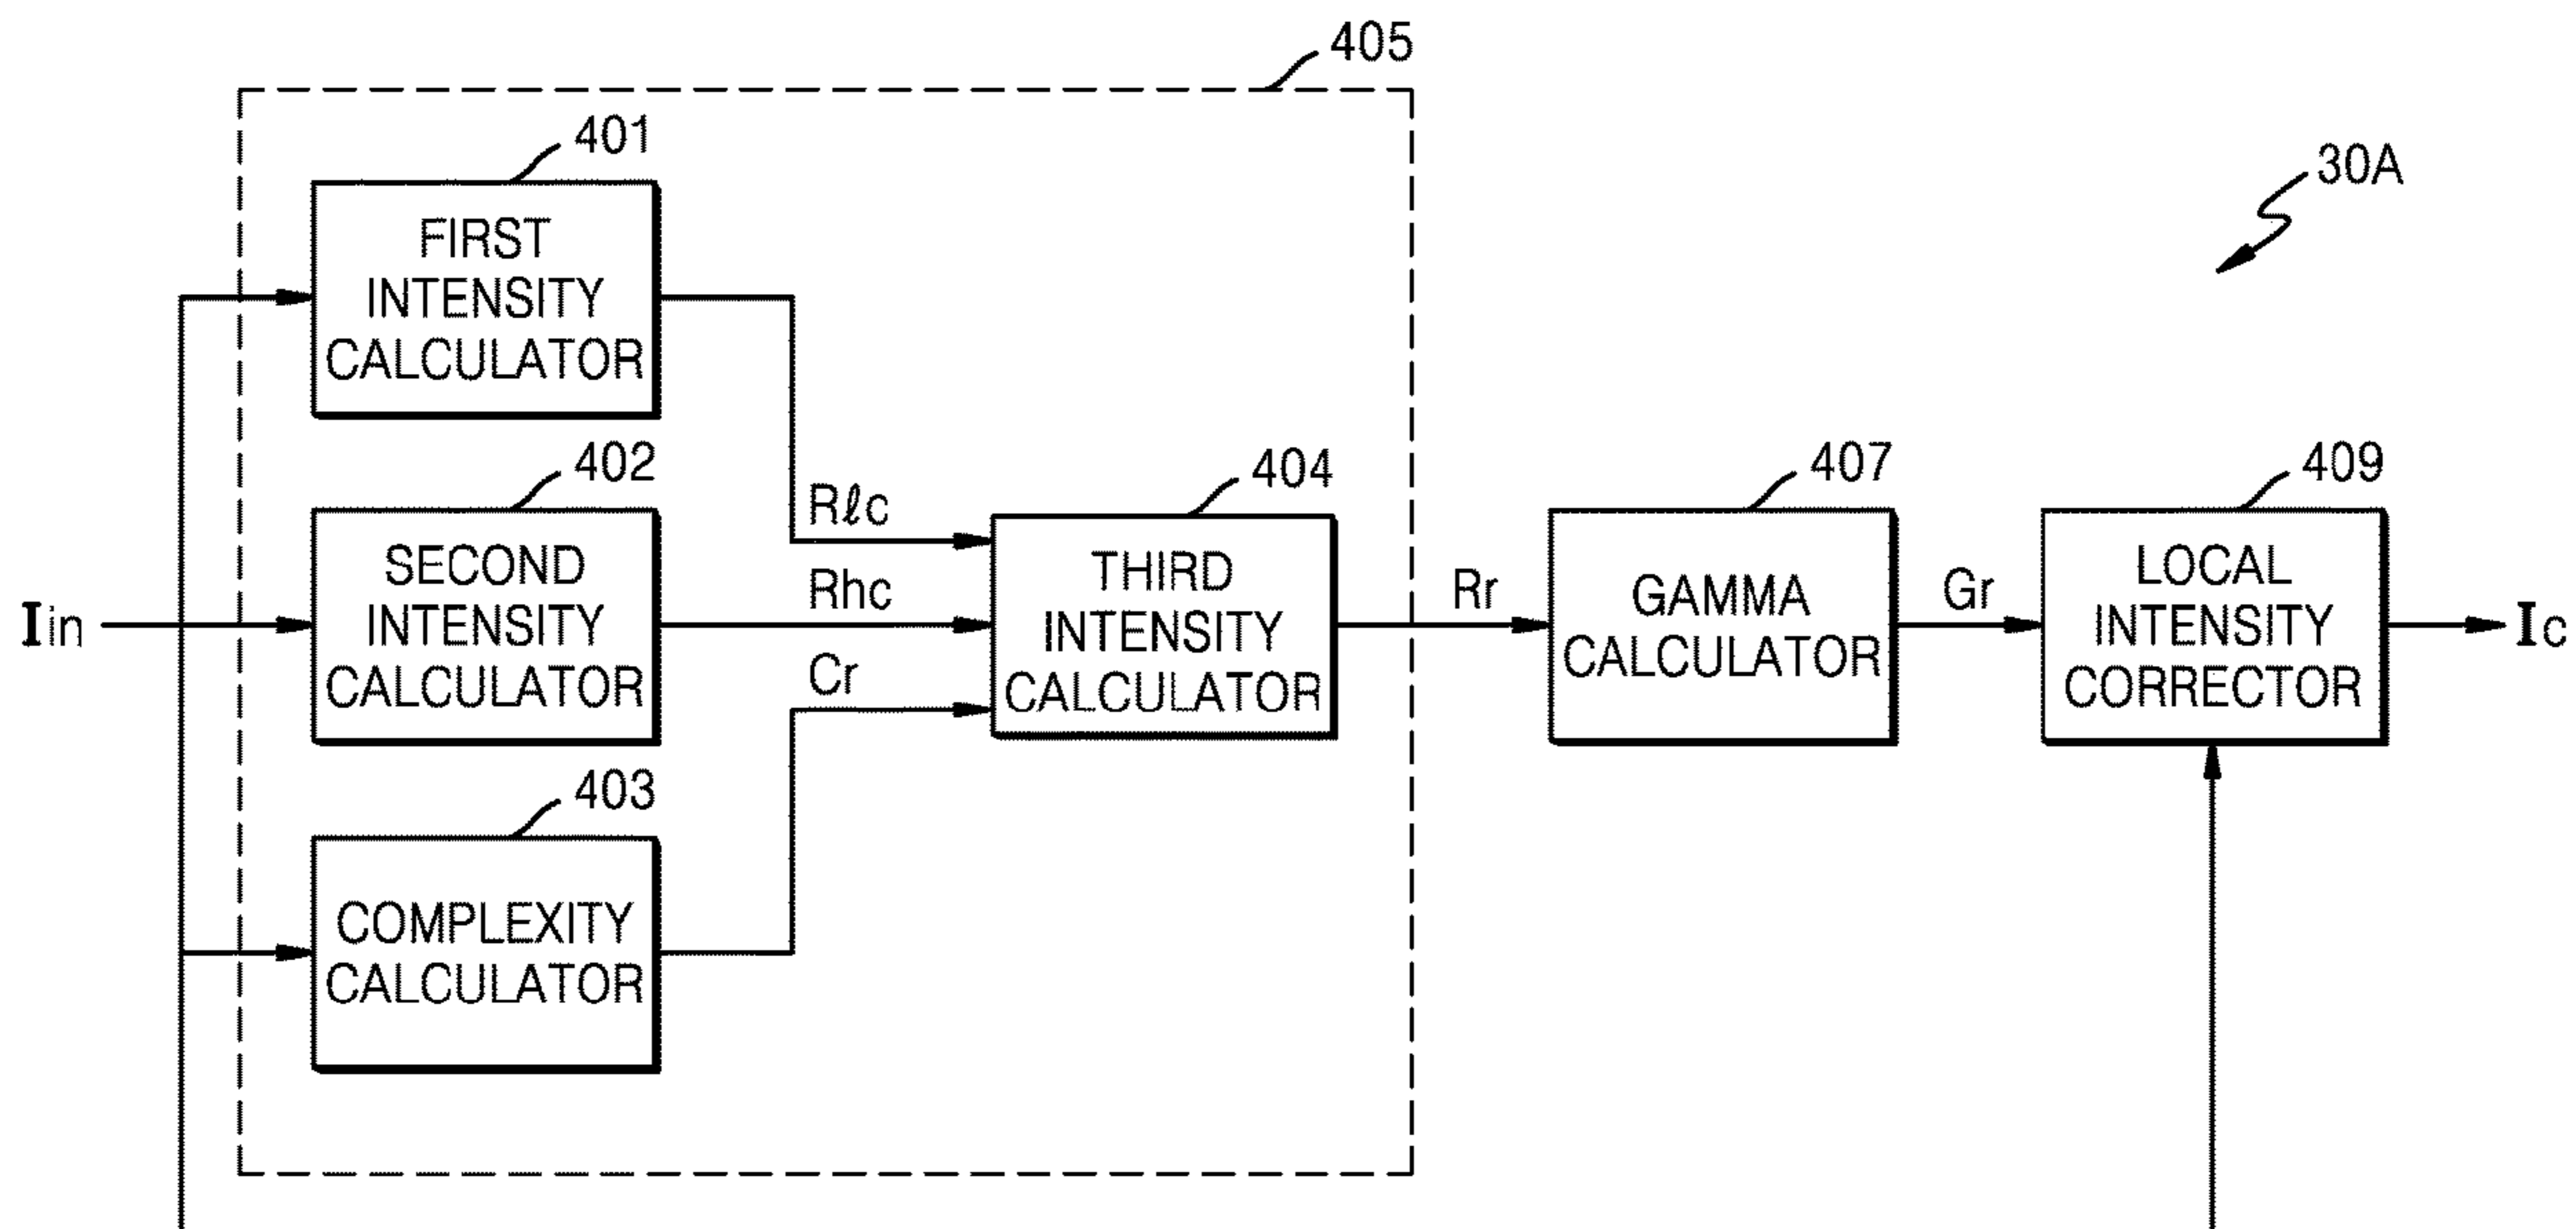 405
401
30A
FIRST
INTENSITY
CALCULATOR
402
Rℓc
404
407
409
SECOND
INTENSITY
CALCULATOR
Iin
Rhc
THIRD
INTENSITY
CALCULATOR
Rr
GAMMA
CALCULATOR
Gr
LOCAL
INTENSITY
CORRECTOR
Ic
Cr
403
COMPLEXITY
CALCULATOR